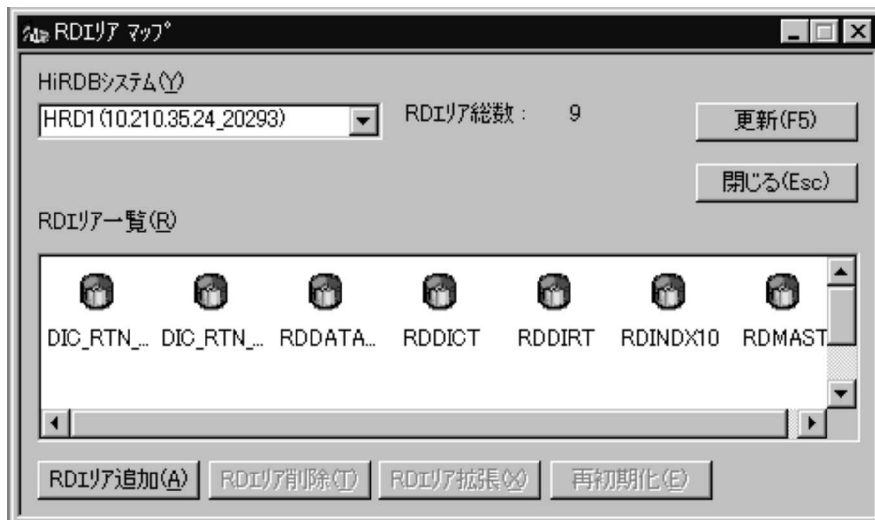 RDｴﾘｱ ﾏｯﾌﾟ
HiRDBｼｽﾃﾑ(Y)
HRD1(10.210.35.24_20293)
RDｴﾘｱ総数： 9
更新(F5)
閉じる(Esc)
RDｴﾘｱ一覧(R)
DIC_RTN_... DIC_RTN_... RDDATA... RDDICT RDDIRT RDINDX10 RDMAST
RDｴﾘｱ追加(A) RDｴﾘｱ削除(T) RDｴﾘｱ拡張(X) 再初期化(E)